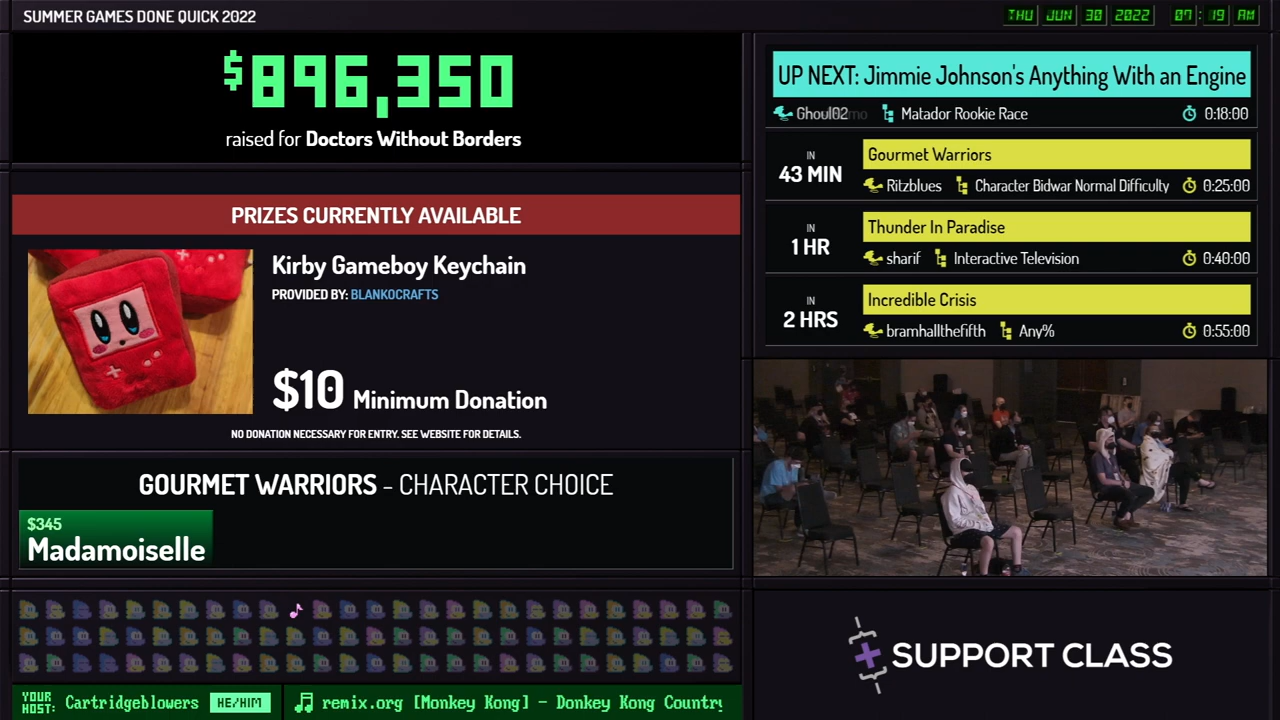 SUMMER GAMES DONE QUICK 2022
THU JUN 30 2022 07:19 AM
$896,350
raised for Doctors Without Borders
PRIZES CURRENTLY AVAILABLE
Kirby Gameboy Keychain
PROVIDED BY: BLANKOCRAFTS
$10 Minimum Donation
NO DONATION NECESSARY FOR ENTRY. SEE WEBSITE FOR DETAILS.
GOURMET WARRIORS - CHARACTER CHOICE
$345
Madamoiselle
YOUR HOST: Cartridgeblowers HE/HIM
remix.org [Monkey Kong] - Donkey Kong Country
UP NEXT: Jimmie Johnson's Anything With an Engine
Ghoul02 Matador Rookie Race 0:18:00
IN 43 MIN
Gourmet Warriors
Ritzblues Character Bidwar Normal Difficulty 0:25:00
IN 1 HR
Thunder In Paradise
sharif Interactive Television 0:40:00
IN 2 HRS
Incredible Crisis
bramhallthefifth Any% 0:55:00
SUPPORT CLASS